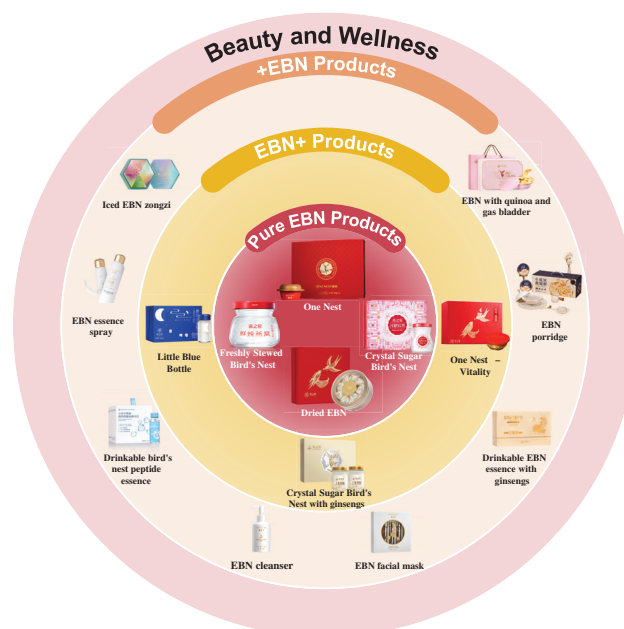 Beauty and Wellness
+EBN Products
EBN+ Products
Pure EBN Products
Iced EBN zongzi
EBN with quinoa and
gas bladder
One Nest
EBN essence
spray
EBN
porridge
Little Blue
Bottle
Freshly Stewed
Bird's Nest
Crystal Sugar
Bird's Nest
One Nest –
Vitality
Dried EBN
Drinkable bird's
nest peptide
essence
Drinkable EBN
essence with
ginsengs
Crystal Sugar Bird's
Nest with ginsengs
EBN cleanser
EBN facial mask